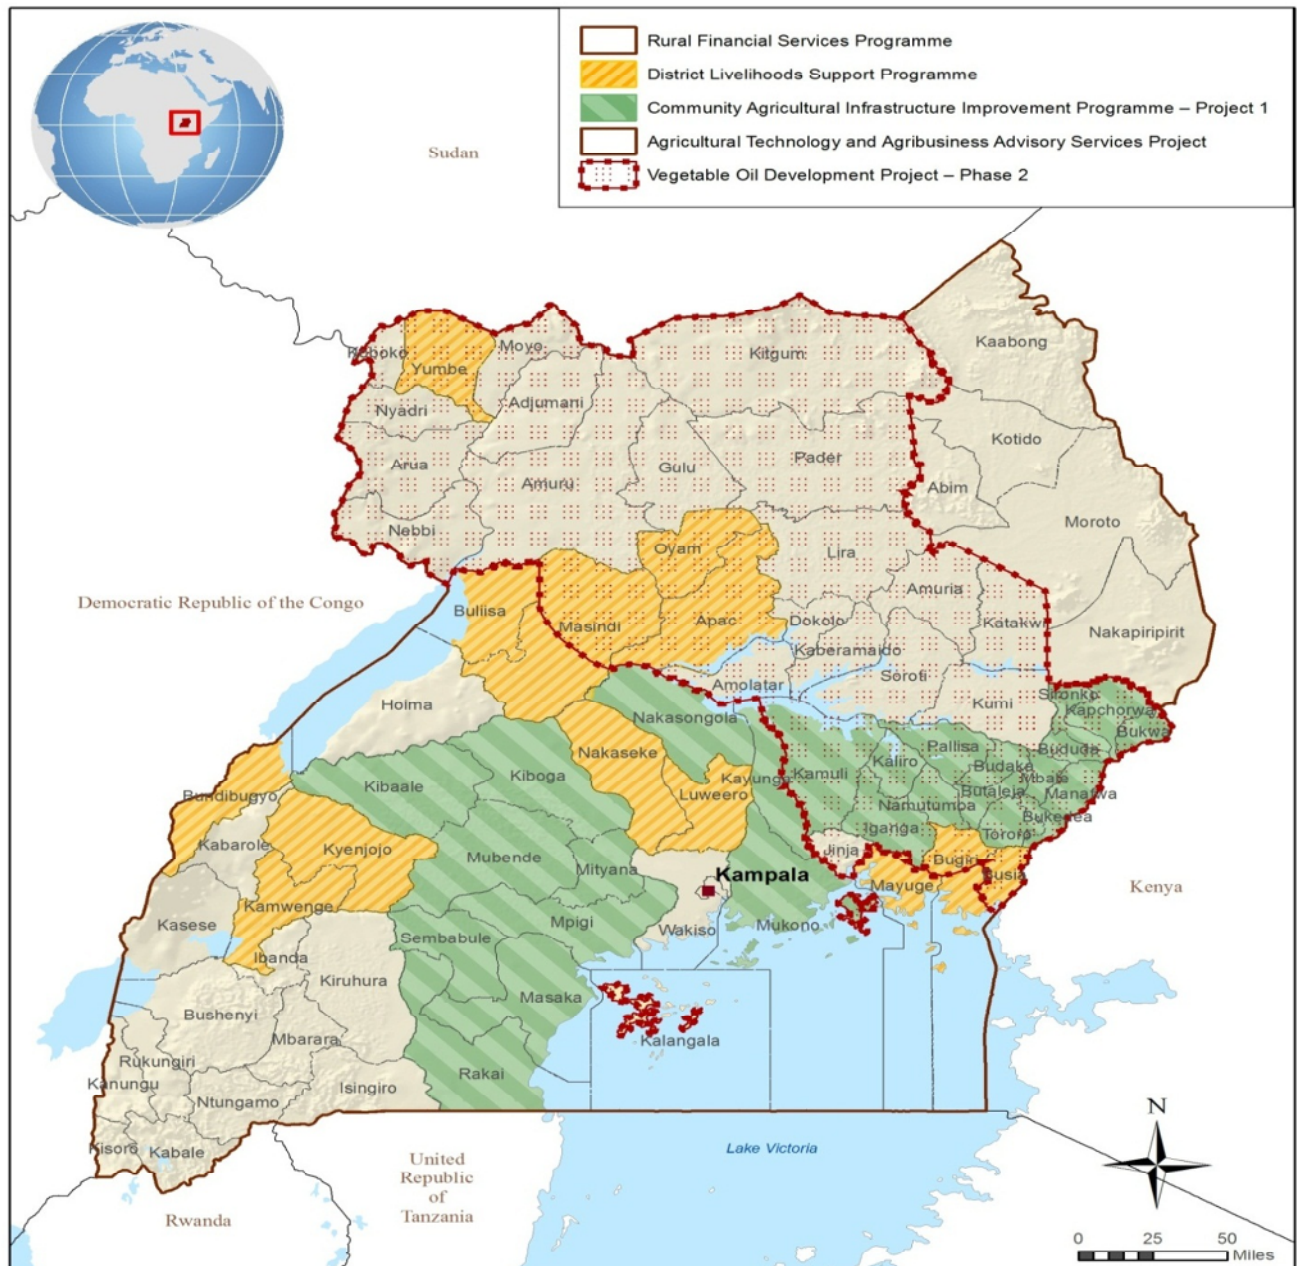 Rural Financial Services Programme
District Livelihoods Support Programme
Community Agricultural Infrastructure Improvement Programme – Project 1
Agricultural Technology and Agribusiness Advisory Services Project
Vegetable Oil Development Project – Phase 2
Sudan
Kaabong
Koboko
Moyo
Kitgum
Yumbe
Nyadri
Adjumani
Kotido
Arua
Gulu
Pader
Amuru
Abim
Nebbi
Moroto
Oyam
Lira
Amuria
Democratic Republic of the Congo
Buliisa
Masindi
Apac
Dokolo
Katakwi
Nakapiripirit
Kaberamaido
Soroti
Amolatar
Sironko
Hoima
Nakasongola
Kumi
Kapchorwa
Bukwa
Nakaseke
Pallisa
Bududa
Kibaale
Kiboga
Kayunga
Kamuli
Kaliro
Budaka
Mbale
Bundibugyo
Luweero
Butaleja
Manafwa
Namutumba
Bukedea
Kabarole
Kyenjojo
Mubende
Iganga
Tororo
Mityana
Jinja
Bugiri
Kampala
Busia
Mayuge
Kenya
Kamwenge
Kasese
Mpigi
Wakiso
Mukono
Sembabule
Ibanda
Kiruhura
Masaka
Bushenyi
Mbarara
Kalangala
Rukungiri
Kanungu
Rakai
Isingiro
Ntungamo
Kisoro
Kabale
N
Lake Victoria
United
Republic
of
Tanzania
Rwanda
0 25 50
Miles